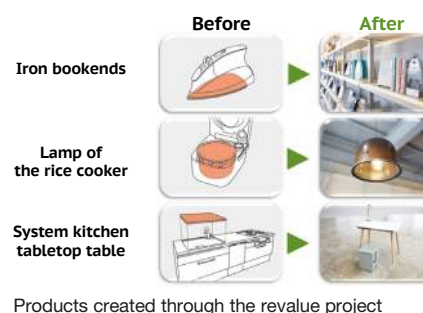 Before After
Iron bookends
Lamp of
the rice cooker
System kitchen
tabletop table
Products created through the revalue project